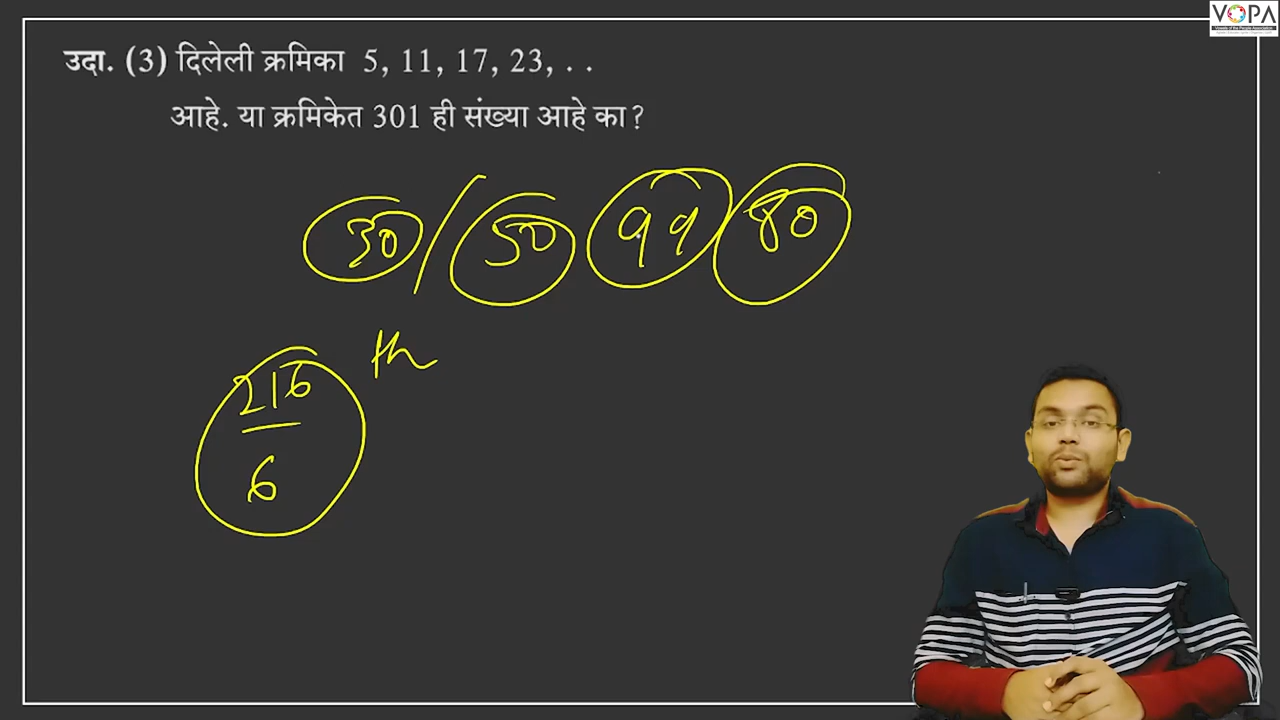 VOPA
उदा. (3) दिलेली क्रमिका 5, 11, 17, 23, . .
आहे. या क्रमिकेत 301 ही संख्या आहे का?
30 / 50 99 80
216 th
6